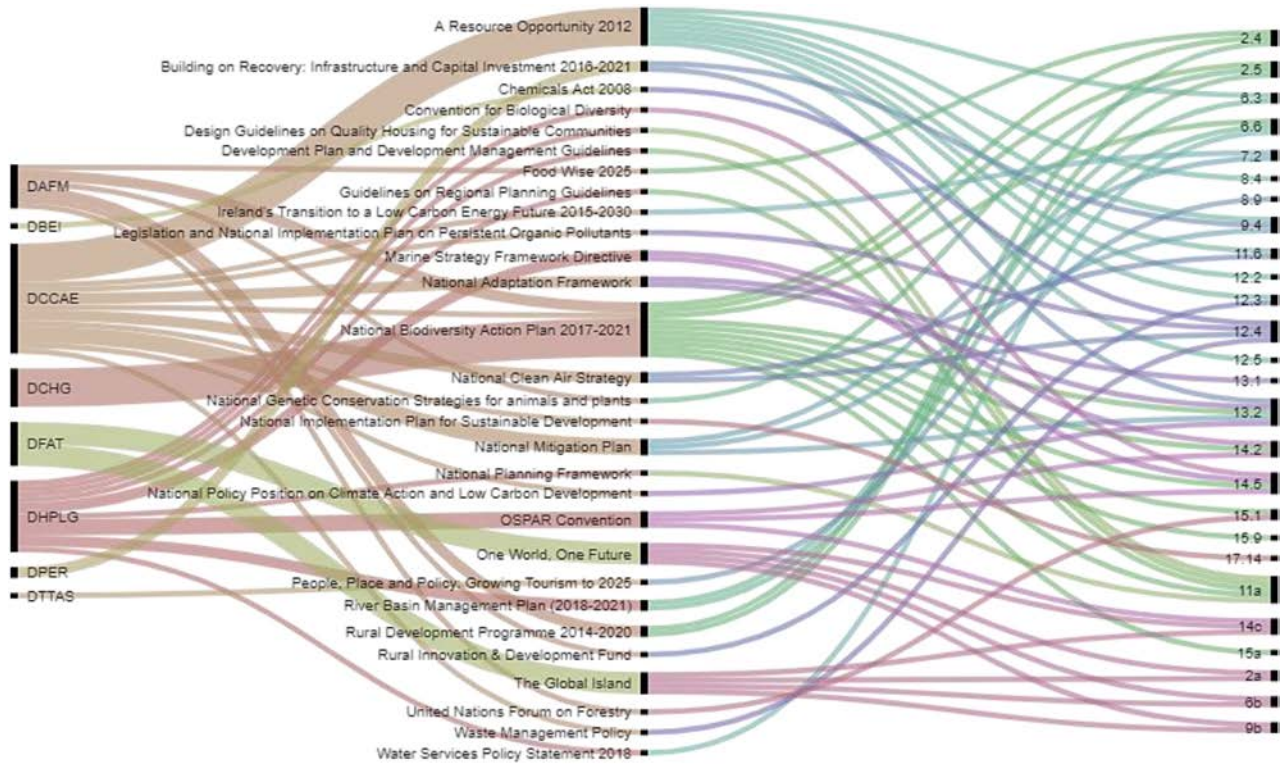 DAFM
DBEI
DCCAE
DCHG
DFAT
DHPLG
DPER
DTTAS
A Resource Opportunity 2012
Building on Recovery: Infrastructure and Capital Investment 2016-2021
Chemicals Act 2008
Convention for Biological Diversity
Design Guidelines on Quality Housing for Sustainable Communities
Development Plan and Development Management Guidelines
Food Wise 2025
Guidelines on Regional Planning Guidelines
Ireland's Transition to a Low Carbon Energy Future 2015-2030
Legislation and National Implementation Plan on Persistent Organic Pollutants
Marine Strategy Framework Directive
National Adaptation Framework
National Biodiversity Action Plan 2017-2021
National Clean Air Strategy
National Genetic Conservation Strategies for animals and plants
National Implementation Plan for Sustainable Development
National Mitigation Plan
National Planning Framework
National Policy Position on Climate Action and Low Carbon Development
OSPAR Convention
One World, One Future
People, Place and Policy, Growing Tourism to 2025
River Basin Management Plan (2018-2021)
Rural Development Programme 2014-2020
Rural Innovation & Development Fund
The Global Island
United Nations Forum on Forestry
Waste Management Policy
Water Services Policy Statement 2018
2.4
2.5
6.3
6.6
7.2
8.4
8.9
9.4
11.6
12.2
12.3
12.4
12.5
13.1
13.2
14.2
14.5
15.1
15.9
17.14
11a
14c
15a
2a
6b
9b